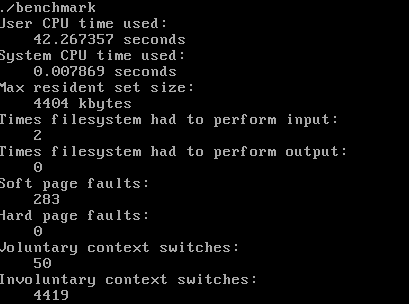 ./benchmark
User CPU time used:
42.267357 seconds
System CPU time used:
0.007869 seconds
Max resident set size:
4404 kbytes
Times filesystem had to perform input:
2
Times filesystem had to perform output:
0
Soft page faults:
283
Hard page faults:
0
Voluntary context switches:
50
Involuntary context switches:
4419